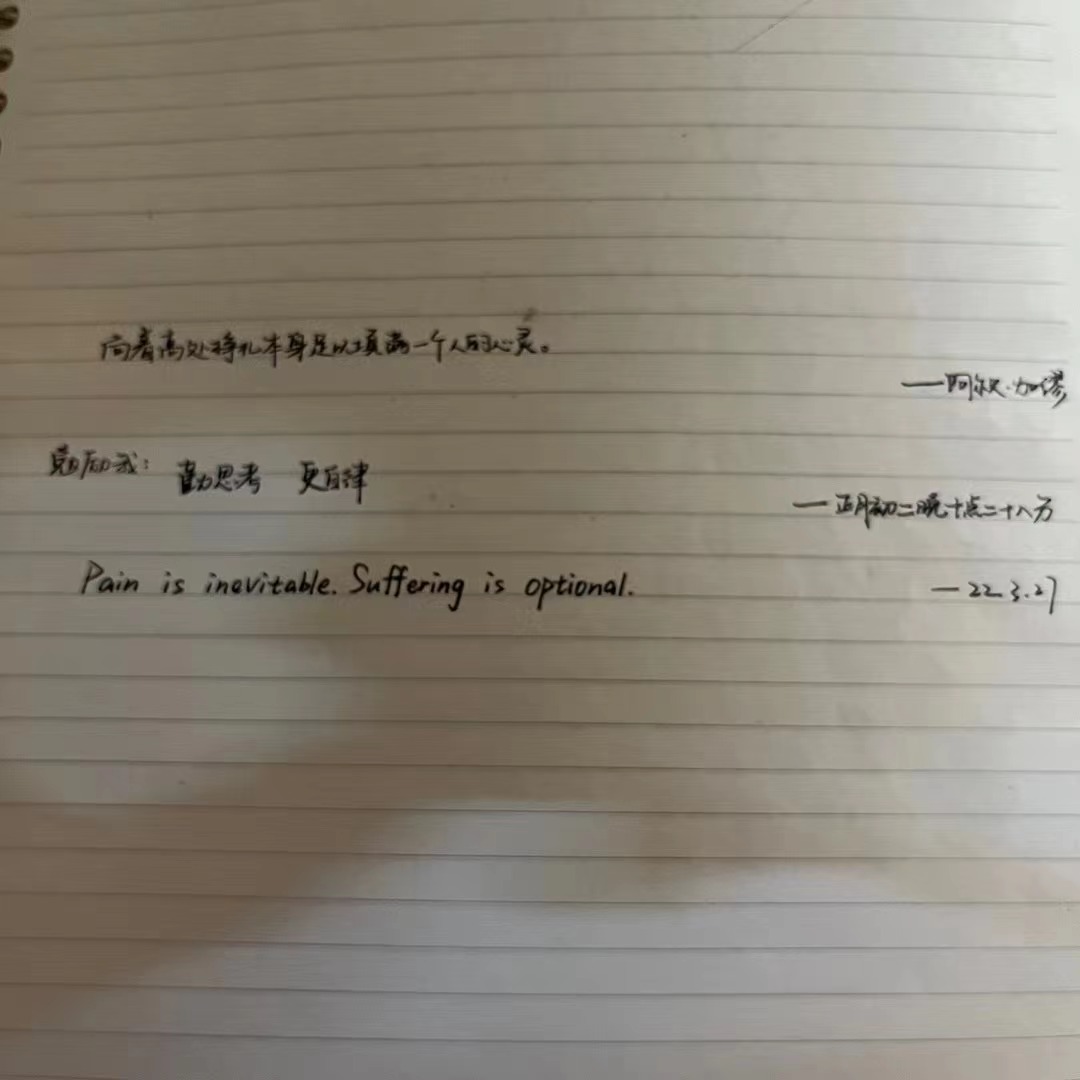 向着高处挣扎本身足以填满一个人的心灵。
——阿尔贝·加缪
勉励我：勤思考 更自律
—正月初二晚十点二十八分
Pain is inevitable. Suffering is optional.
—22.3.27